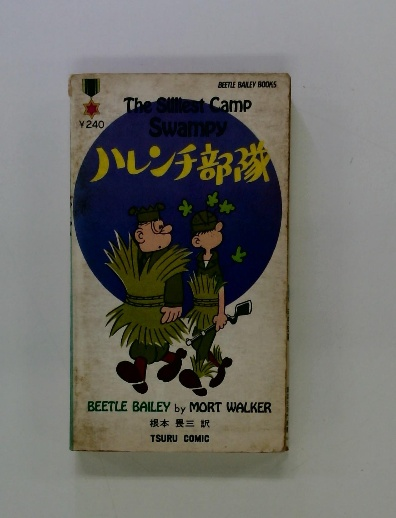 BEETLE BAILEY BOOKS
¥240
The Silliest Camp
Swampy
ハレンチ部隊
BEETLE BAILEY by MORT WALKER
根本 長三 訳
TSURU COMIC